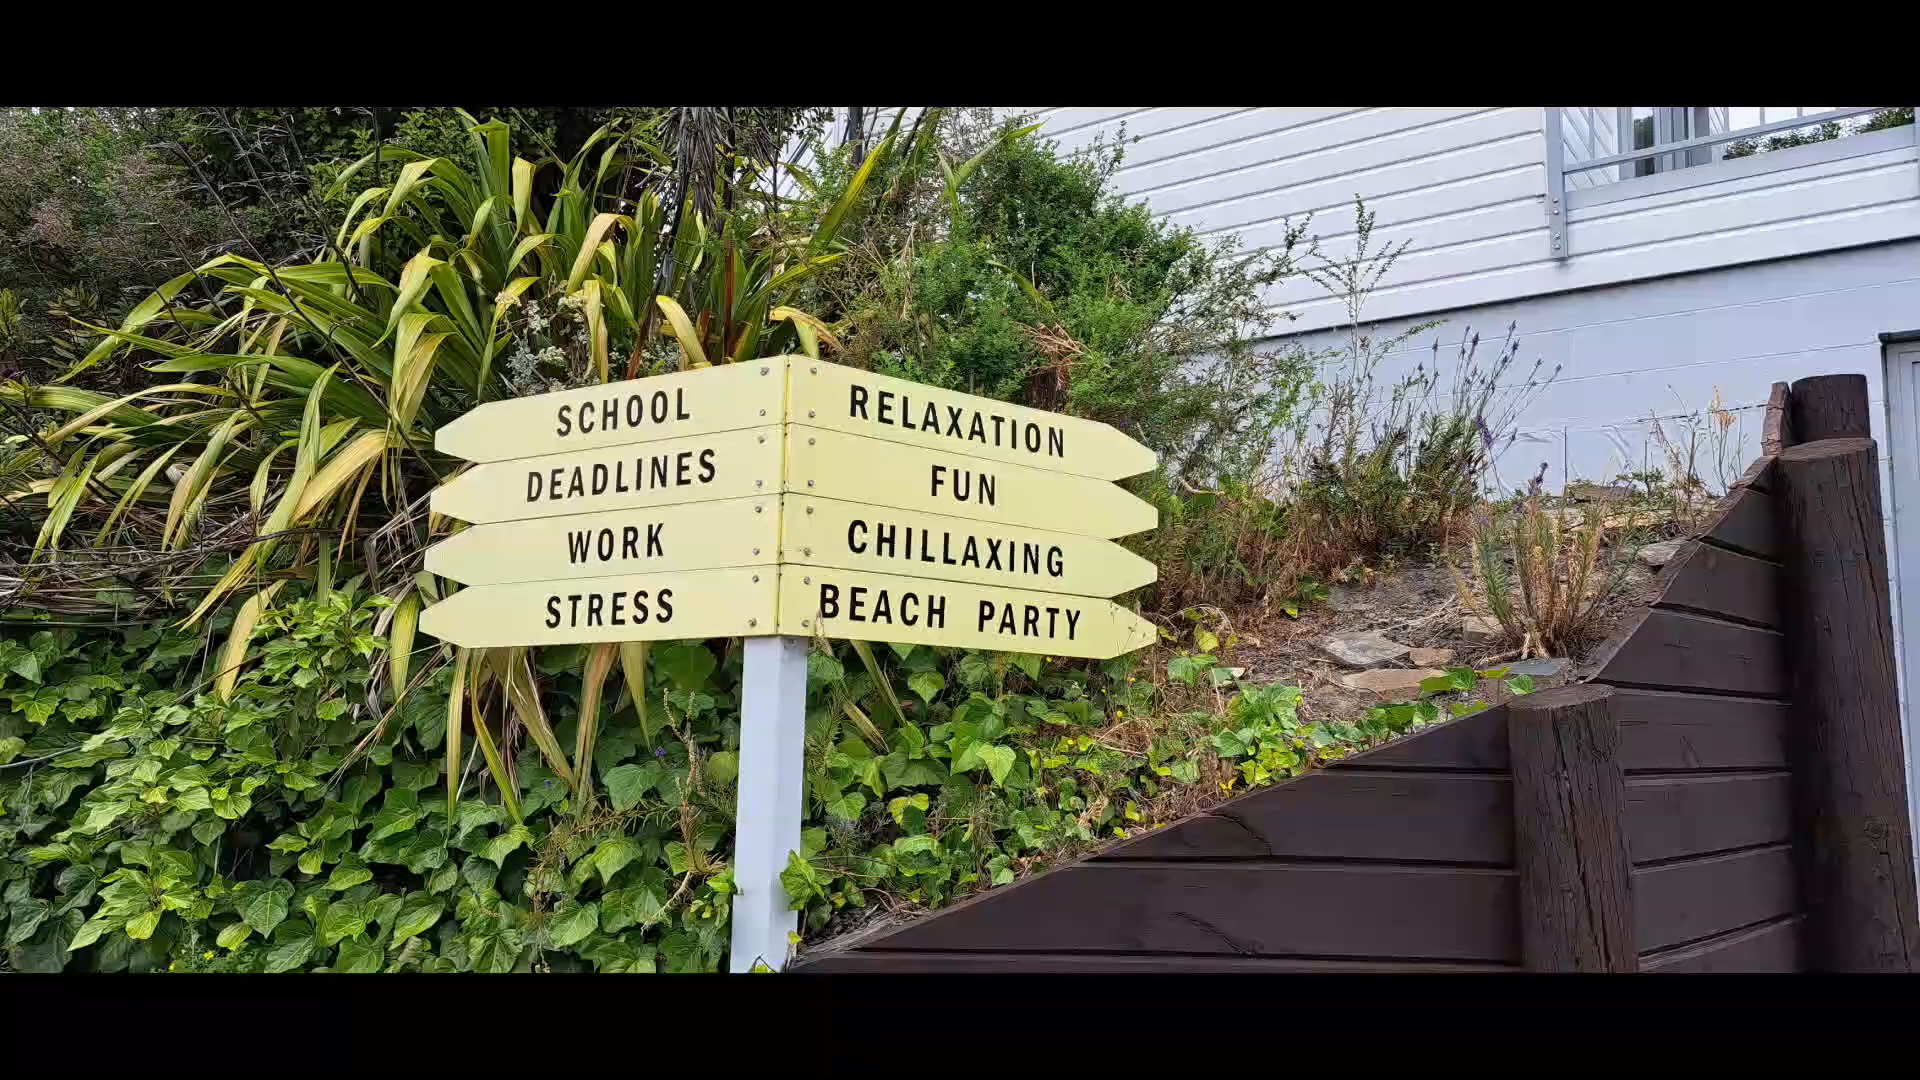 SCHOOL
DEADLINES
WORK
STRESS
RELAXATION
FUN
CHILLAXING
BEACH PARTY